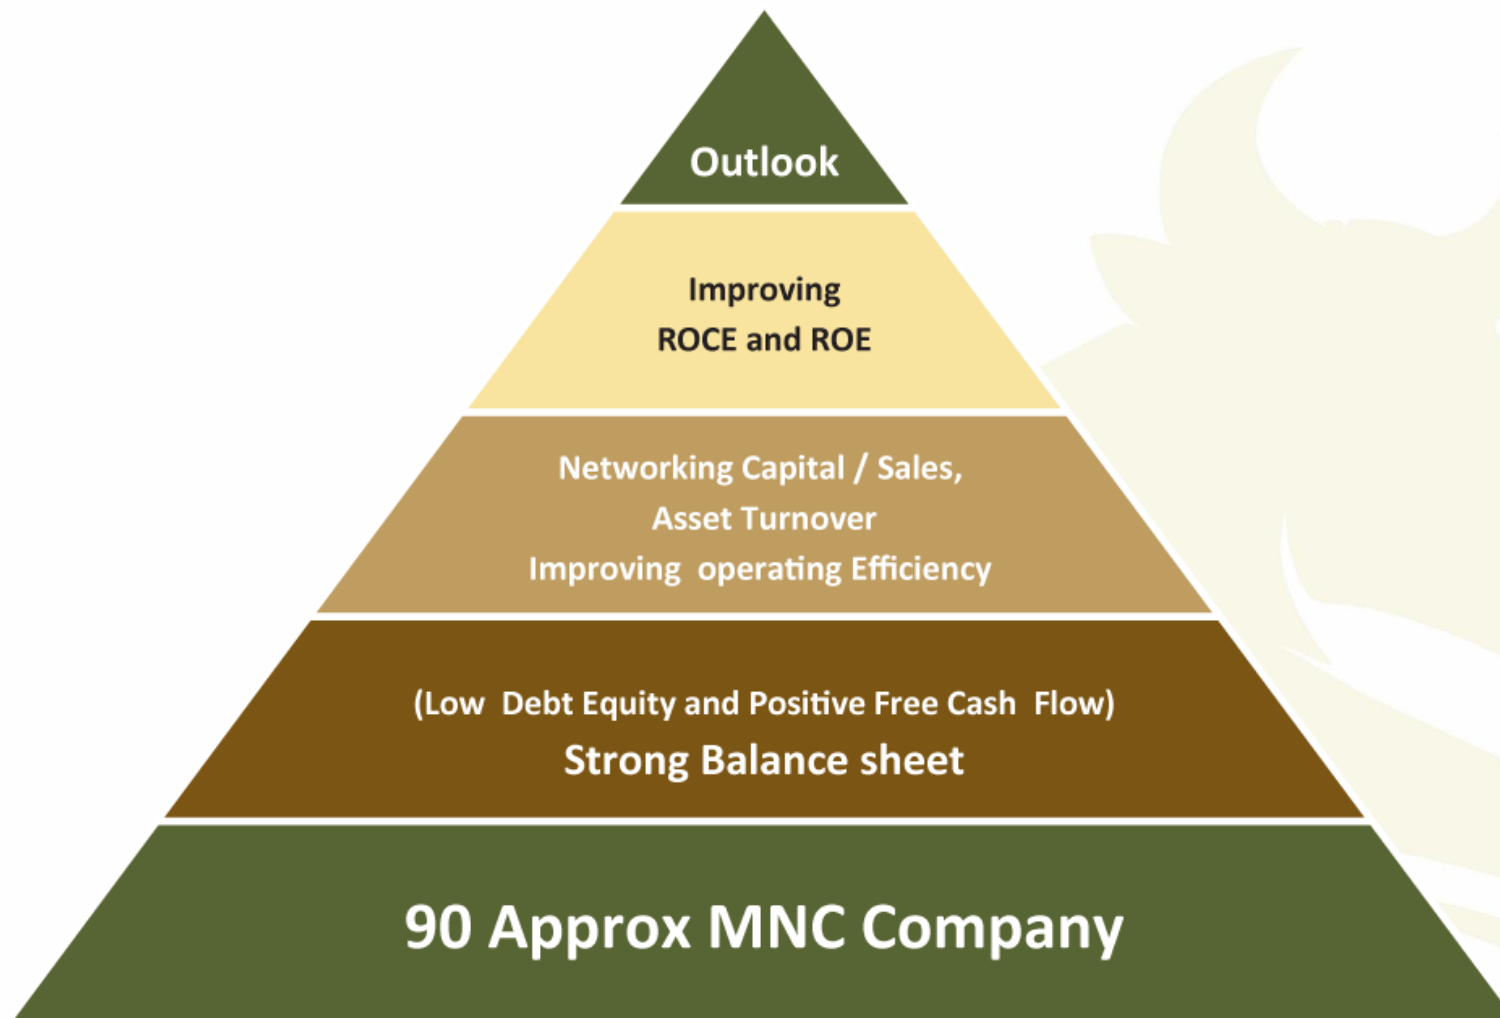 Outlook
Improving
ROCE and ROE
Networking Capital / Sales,
Asset Turnover
Improving operating Efficiency
(Low Debt Equity and Positive Free Cash Flow)
Strong Balance sheet
90 Approx MNC Company